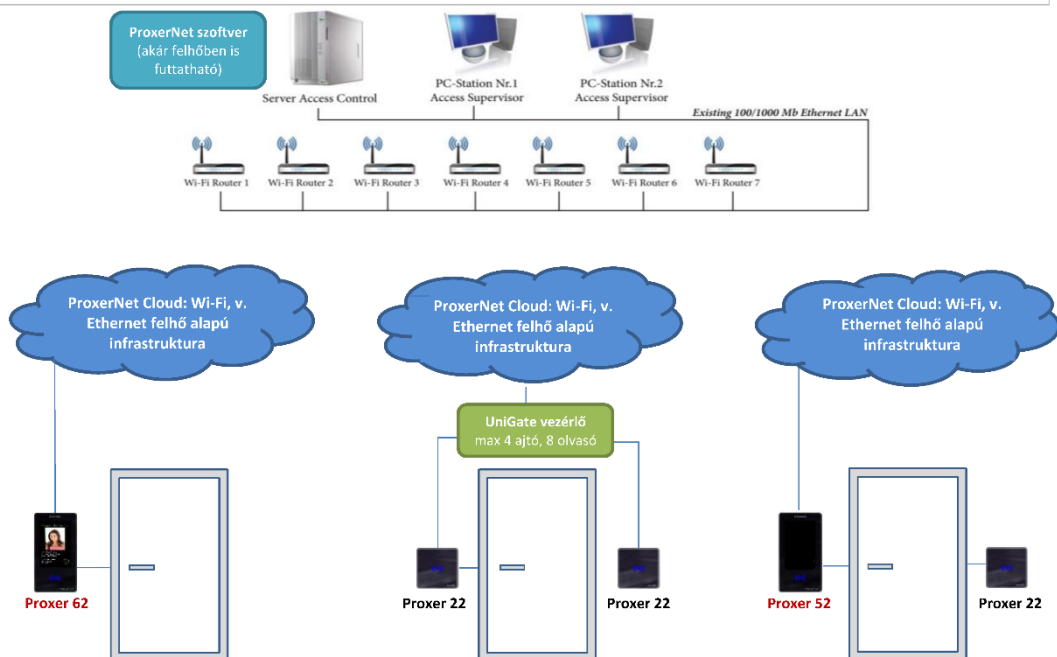 ProxerNet szoftver
(akár felhőben is
futtatható)
Server Access Control
PC-Station Nr.1
Access Supervisor
PC-Station Nr.2
Access Supervisor
Existing 100/1000 Mb Ethernet LAN
Wi-Fi Router 1
Wi-Fi Router 2
Wi-Fi Router 3
Wi-Fi Router 4
Wi-Fi Router 5
Wi-Fi Router 6
Wi-Fi Router 7
ProxerNet Cloud: Wi-Fi, v.
Ethernet felhő alapú
infrastruktura
ProxerNet Cloud: Wi-Fi, v.
Ethernet felhő alapú
infrastruktura
ProxerNet Cloud: Wi-Fi, v.
Ethernet felhő alapú
infrastruktura
UniGate vezérlő
max 4 ajtó, 8 olvasó
Proxer 62
Proxer 22
Proxer 22
Proxer 52
Proxer 22